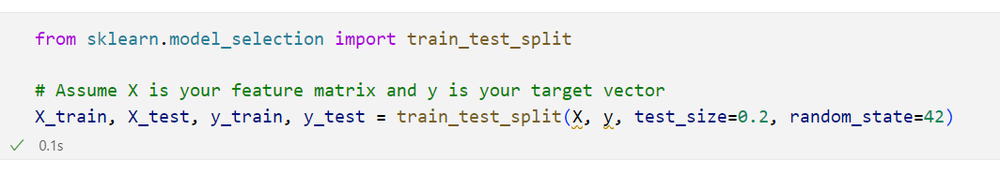 from sklearn.model_selection import train_test_split
# Assume X is your feature matrix and y is your target vector
X_train, X_test, y_train, y_test = train_test_split(X, y, test_size=0.2, random_state=42)
0.1s